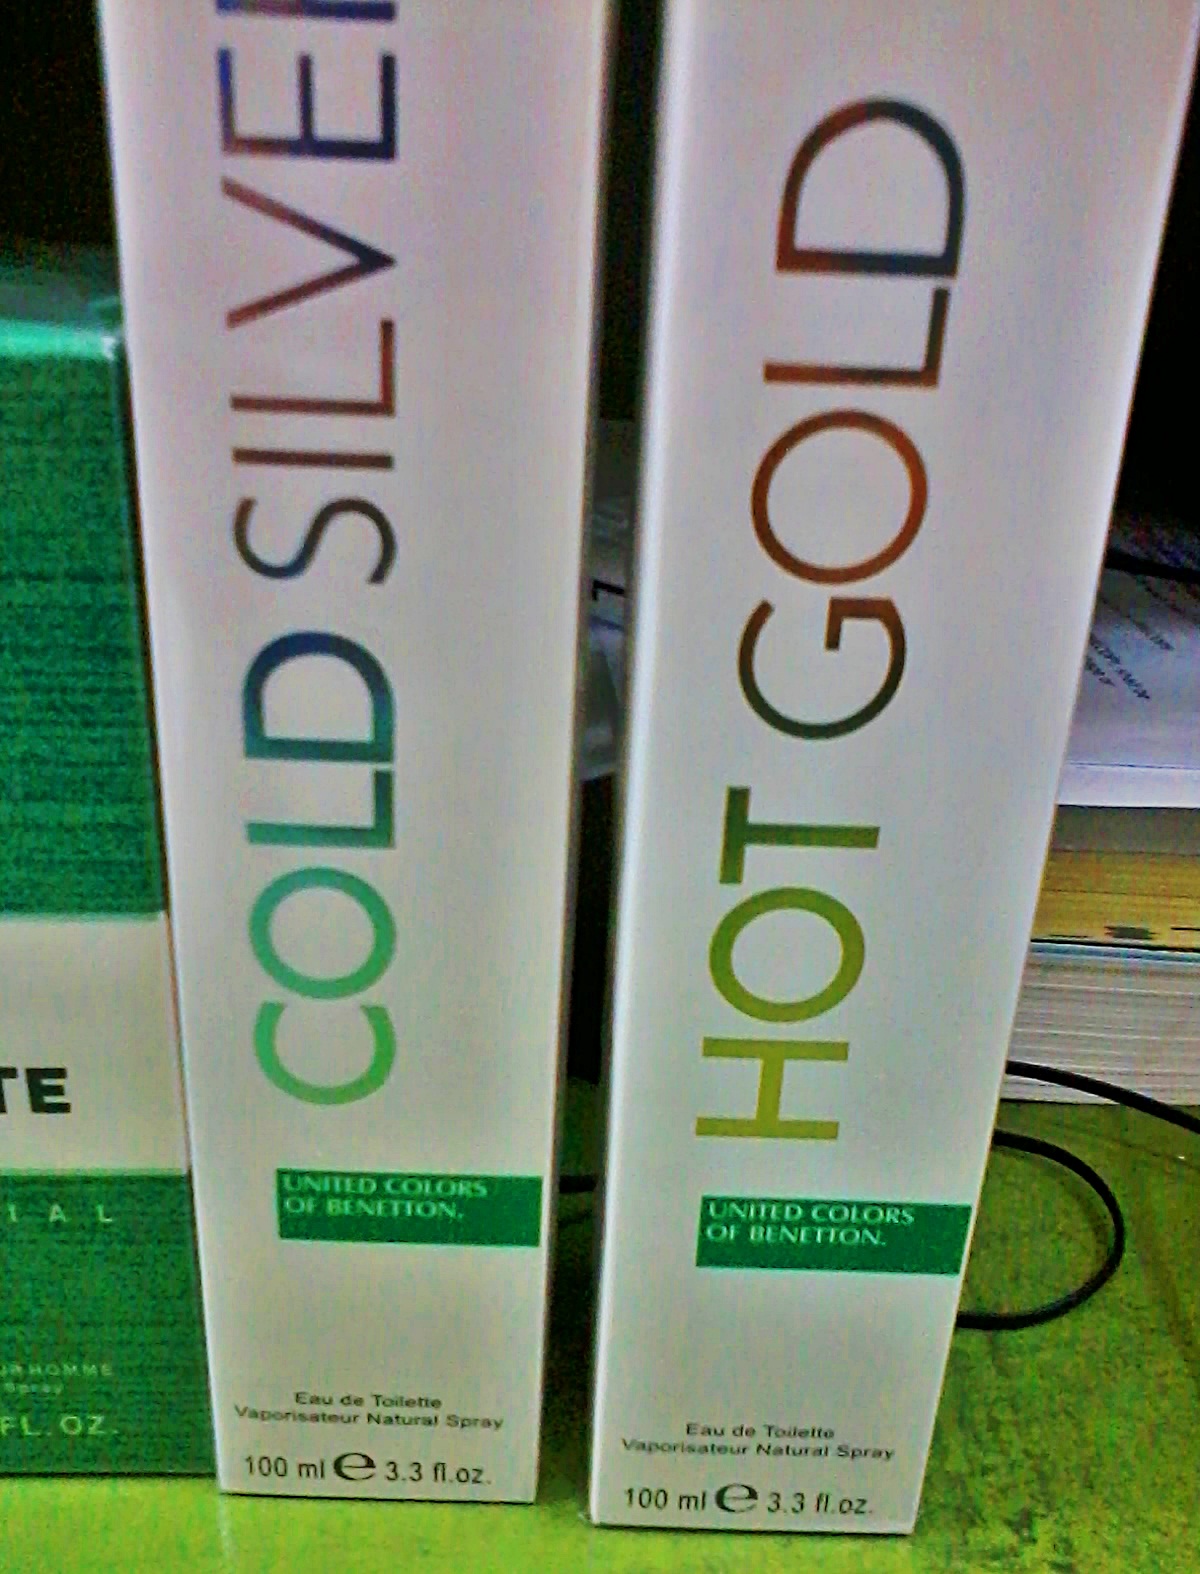 TE
I A L
HOMME
Spray
FL. OZ.
COLD SILVE
UNITED COLORS
OF BENETTON.
Eau de Toilette
Vaporisateur Natural Spray
100 ml e 3.3 fl.oz.
HOT GOLD
UNITED COLORS
OF BENETTON.
Eau de Toilette
Vaporisateur Natural Spray
100 ml e 3.3 fl.oz.